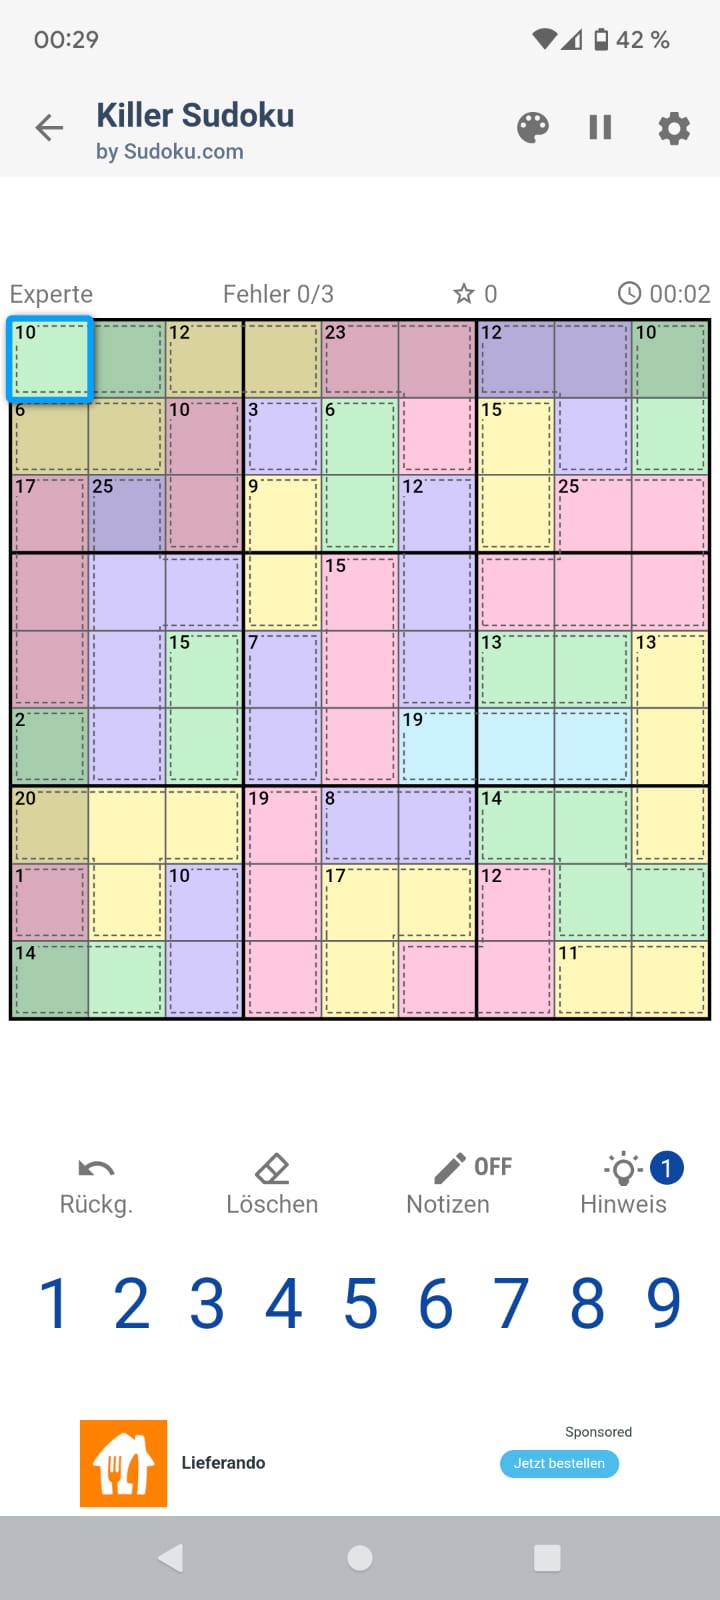 00:29
42 %
Killer Sudoku
by Sudoku.com
Experte
Fehler 0/3
0
00:02
10 12 23 12 10
6 10 3 6 15
17 25 9 12 25
15
15 7 13 13
2 19
20 19 8 14
1 10 17 12
14 11
OFF
1
Rückg.
Löschen
Notizen
Hinweis
1 2 3 4 5 6 7 8 9
Sponsored
Lieferando
Jetzt bestellen